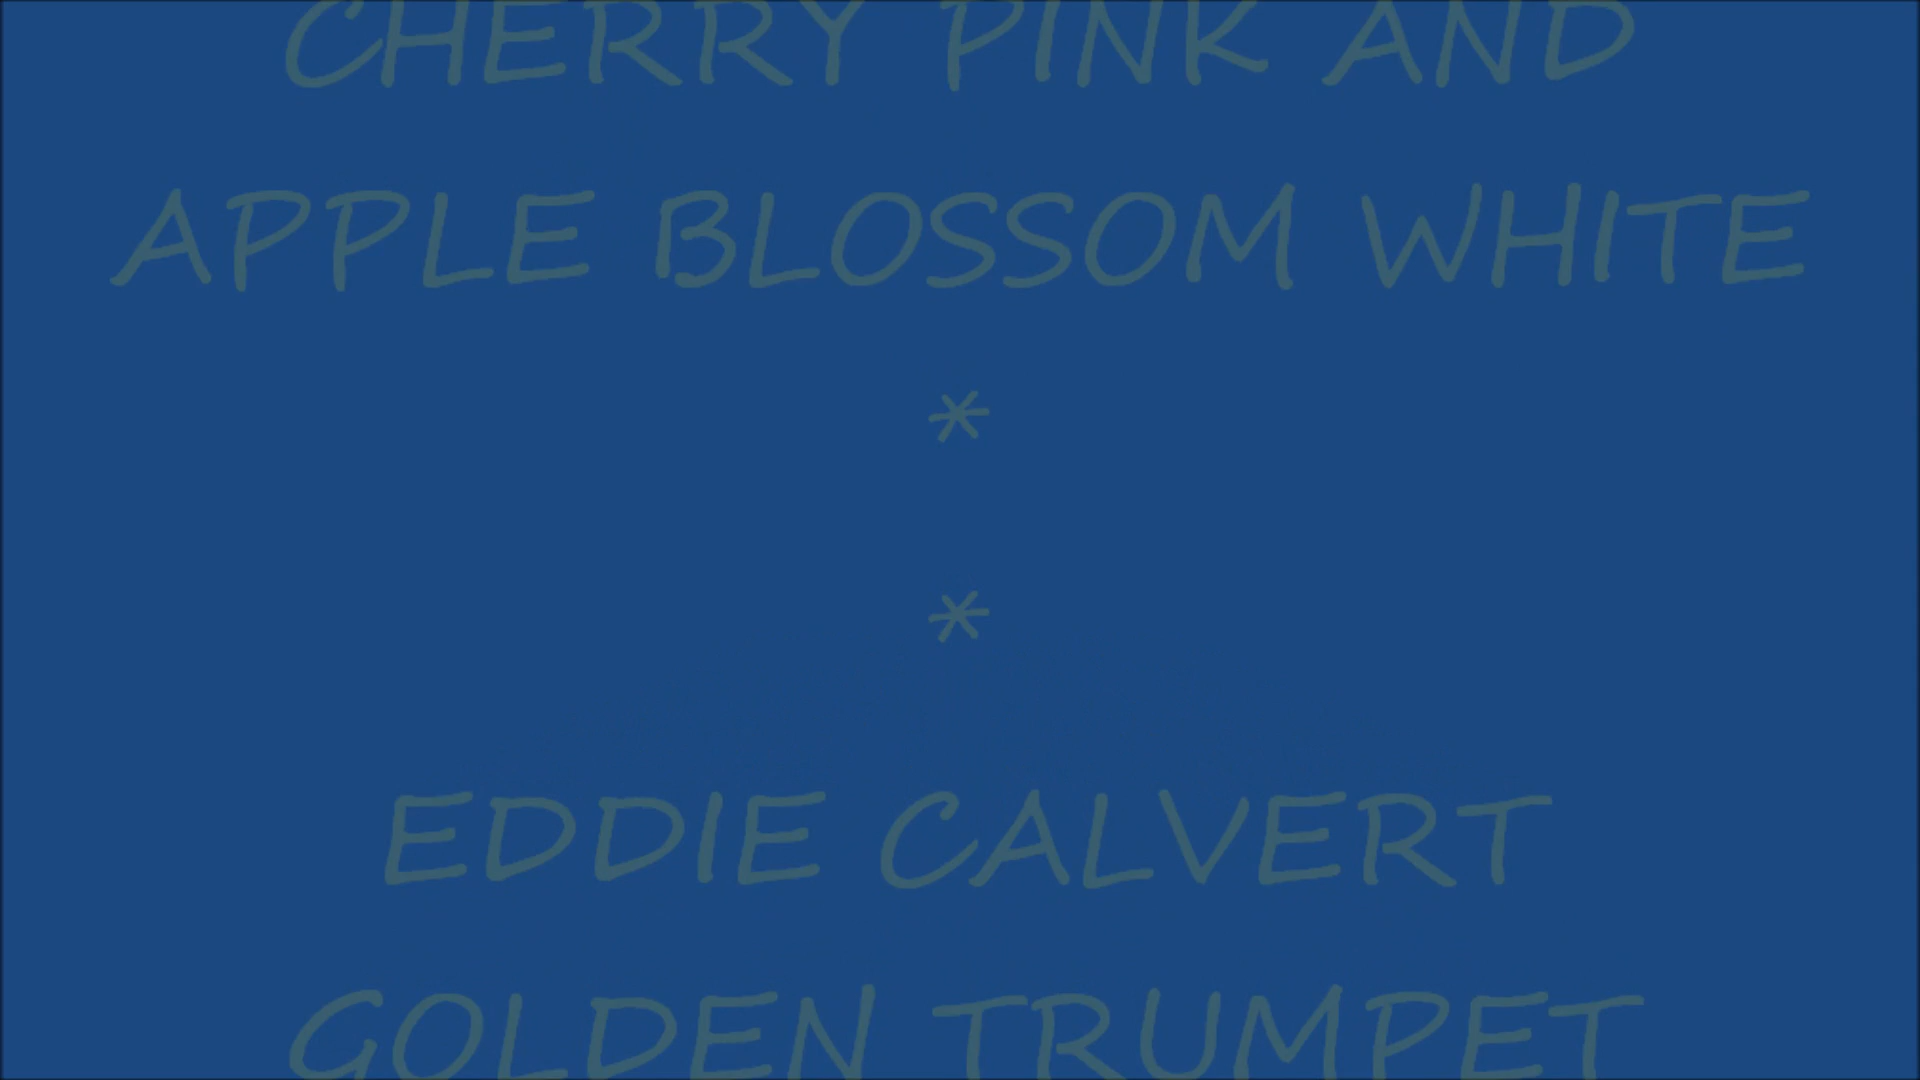 CHERRY PINK AND
APPLE BLOSSOM WHITE
*
*
EDDIE CALVERT
GOLDEN TRUMPET